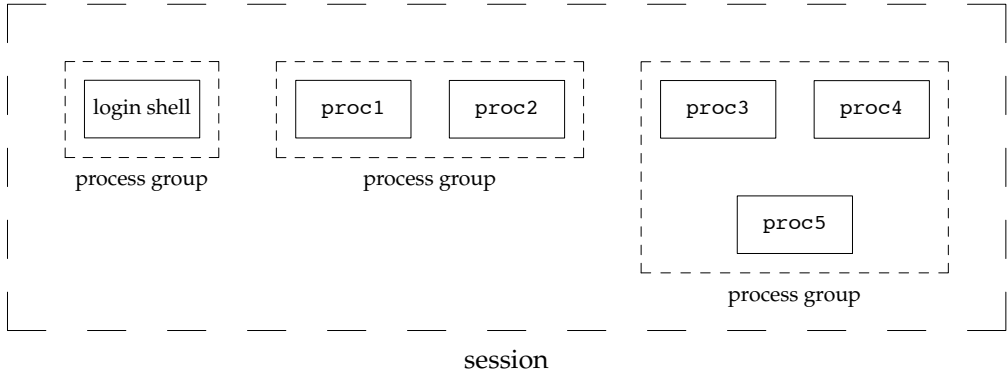 login shell
proc1
proc2
proc3
proc4
process group
process group
proc5
process group
session